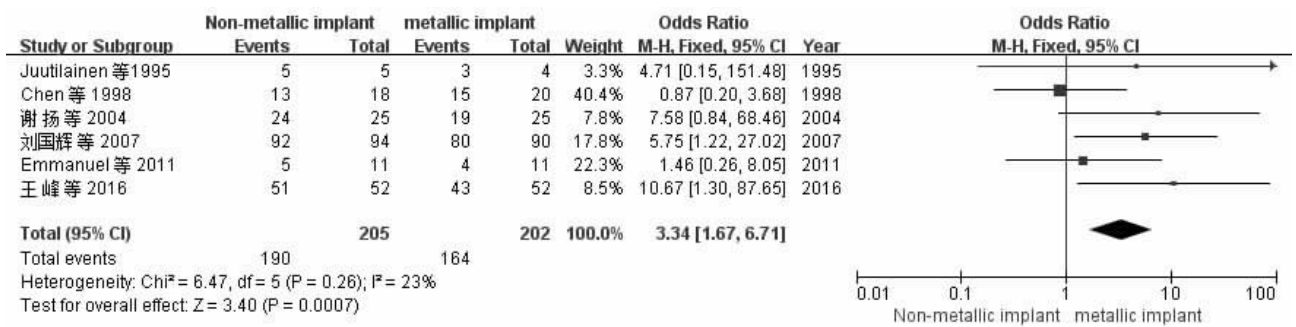 Non-metallic implant metallic implant Odds Ratio Odds Ratio
Study or Subgroup Events Total Events Total Weight M-H, Fixed, 95% CI Year M-H, Fixed, 95% CI
Juutilainen 等1995 5 5 3 4 3.3% 4.71 [0.15, 151.48] 1995
Chen 等 1998 13 18 15 20 40.4% 0.87 [0.20, 3.68] 1998
谢 扬等 2004 24 25 19 25 7.8% 7.58 [0.84, 68.46] 2004
刘国辉 等 2007 92 94 80 90 17.8% 5.75 [1.22, 27.02] 2007
Emmanuel 等 2011 5 11 4 11 22.3% 1.46 [0.26, 8.05] 2011
王 峰等 2016 51 52 43 52 8.5% 10.67 [1.30, 87.65] 2016
Total (95% CI) 205 202 100.0% 3.34 [1.67, 6.71]
Total events 190 164
Heterogeneity: Chi² = 6.47, df = 5 (P = 0.26); I² = 23%
Test for overall effect: Z = 3.40 (P = 0.0007)
0.01 0.1 1 10 100
Non-metallic implant metallic implant